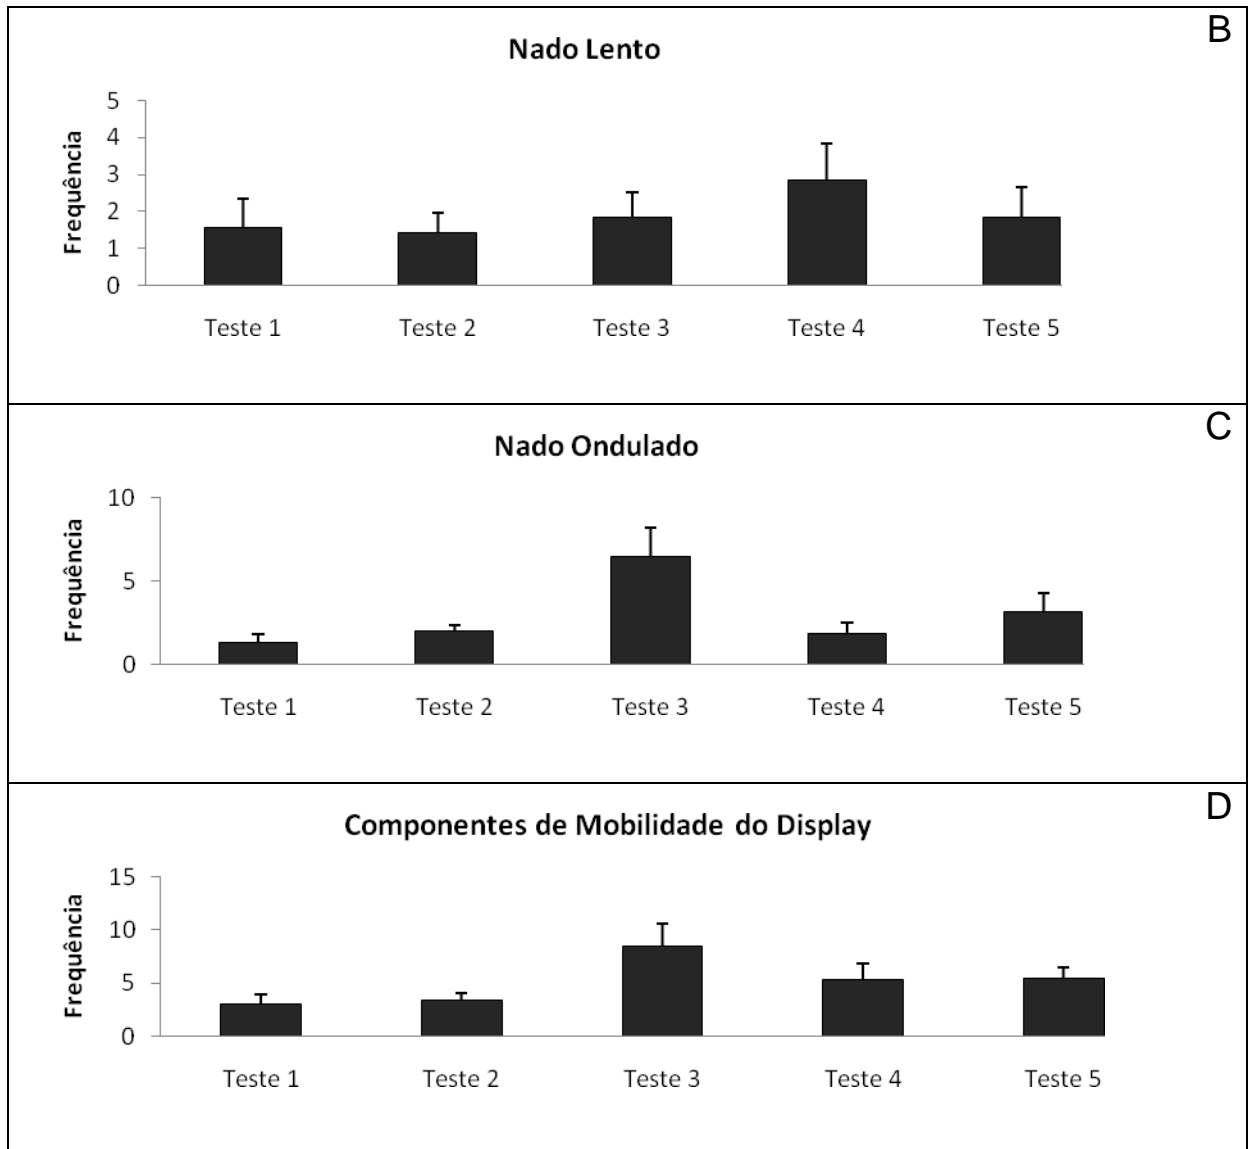 B
Nado Lento
Frequência
5
4
3
2
1
0
Teste 1 Teste 2 Teste 3 Teste 4 Teste 5
C
Nado Ondulado
Frequência
10
5
0
Teste 1 Teste 2 Teste 3 Teste 4 Teste 5
D
Componentes de Mobilidade do Display
Frequência
15
10
5
0
Teste 1 Teste 2 Teste 3 Teste 4 Teste 5